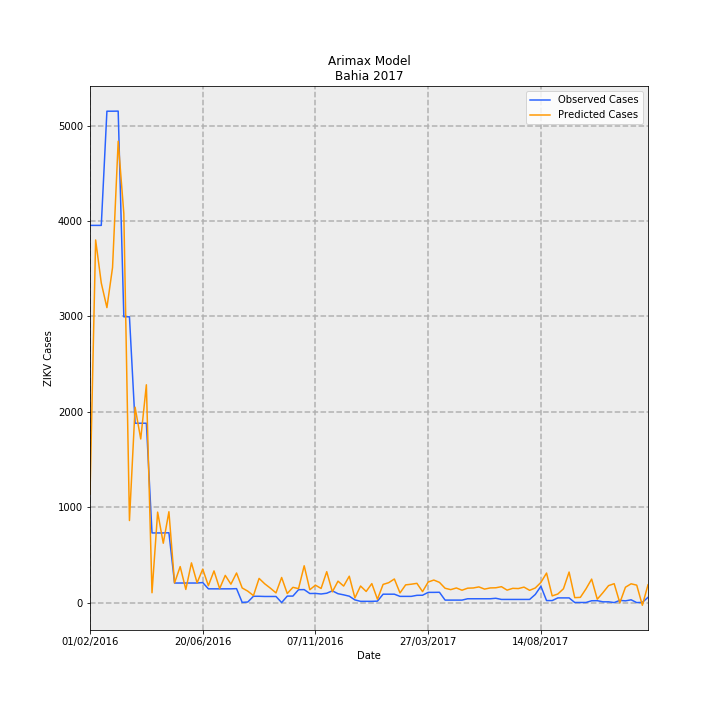 Arimax Model
Bahia 2017
Observed Cases
Predicted Cases
5000
4000
3000
2000
1000
0
ZIKV Cases
01/02/2016
20/06/2016
07/11/2016
27/03/2017
14/08/2017
Date